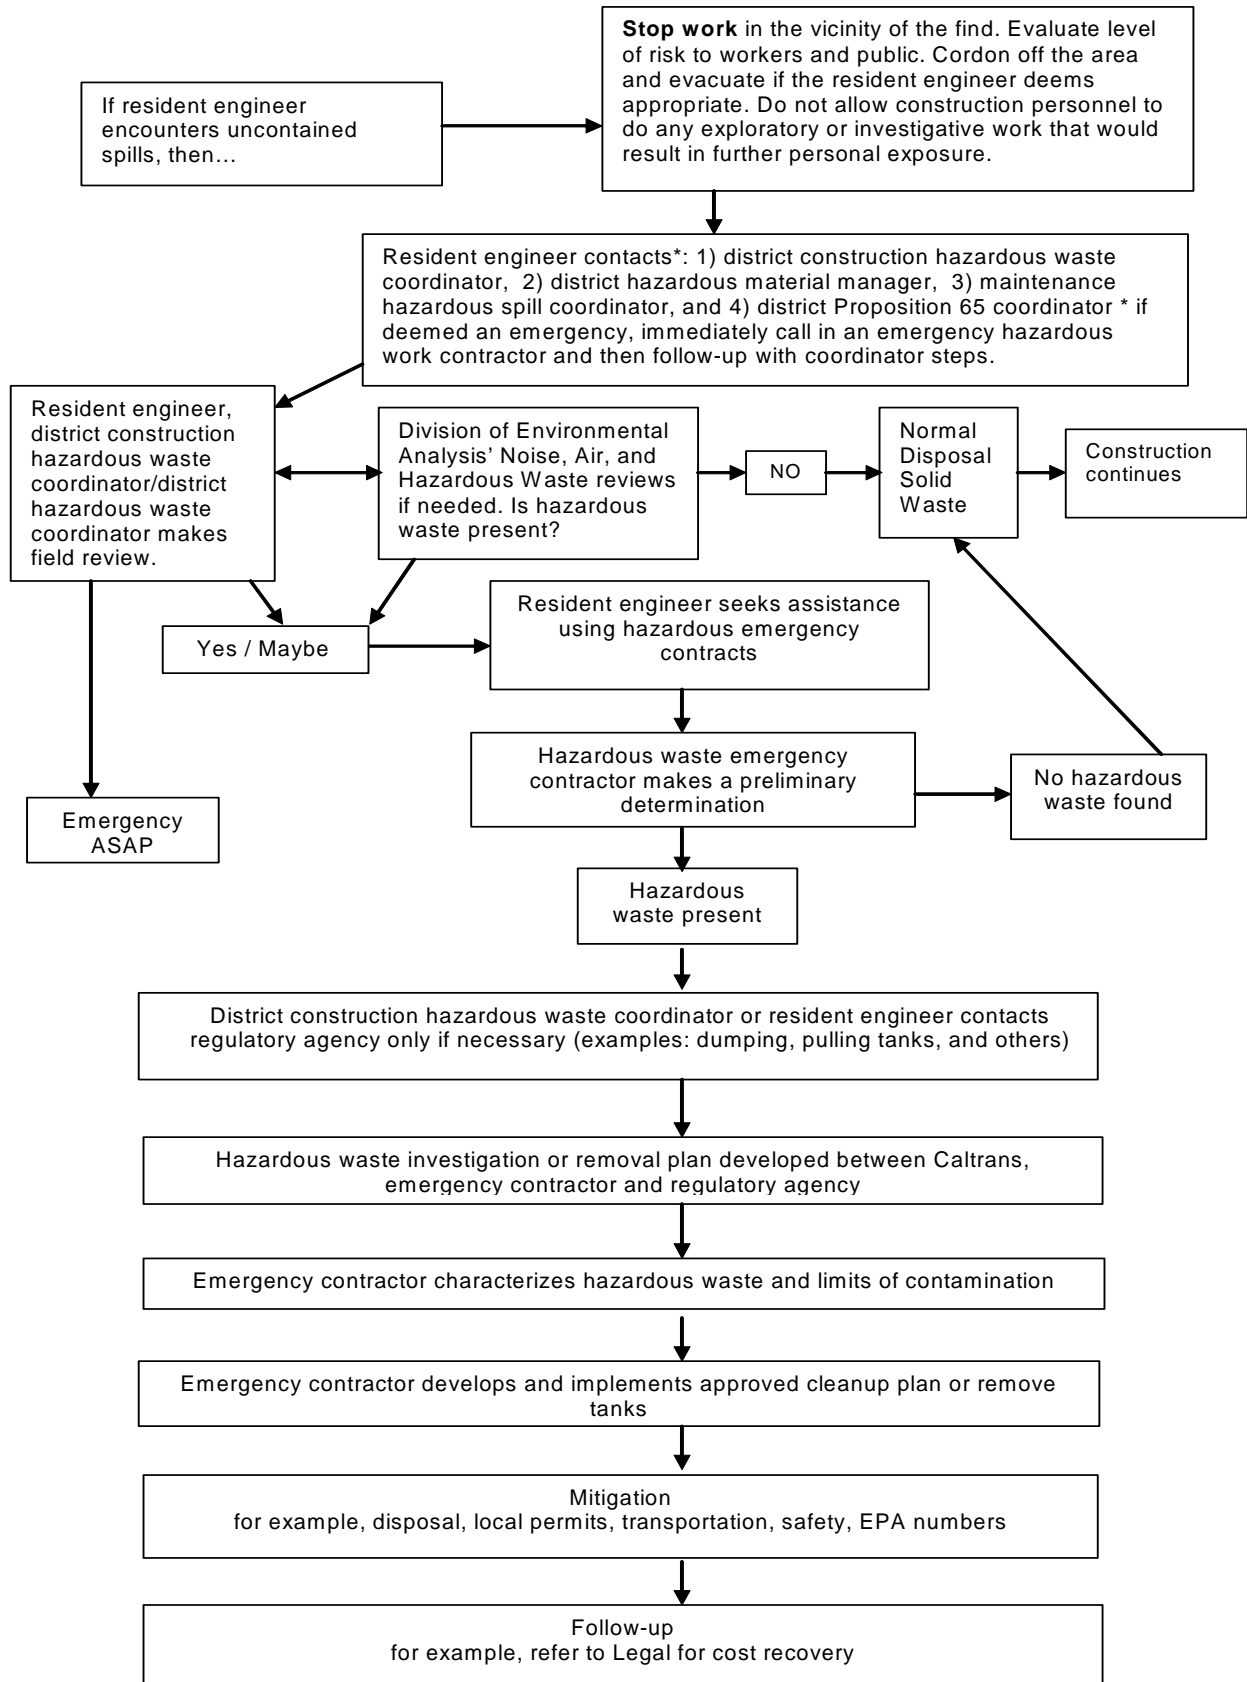 If resident engineer
encounters uncontained
spills, then…
Stop work in the vicinity of the find. Evaluate level
of risk to workers and public. Cordon off the area
and evacuate if the resident engineer deems
appropriate. Do not allow construction personnel to
do any exploratory or investigative work that would
result in further personal exposure.
Resident engineer contacts*: 1) district construction hazardous waste
coordinator, 2) district hazardous material manager, 3) maintenance
hazardous spill coordinator, and 4) district Proposition 65 coordinator * if
deemed an emergency, immediately call in an emergency hazardous
work contractor and then follow-up with coordinator steps.
Resident engineer,
district construction
hazardous waste
coordinator/district
hazardous waste
coordinator makes
field review.
Division of Environmental
Analysis’ Noise, Air, and
Hazardous Waste reviews
if needed. Is hazardous
waste present?
NO
Normal
Disposal
Solid
Waste
Construction
continues
Yes / Maybe
Resident engineer seeks assistance
using hazardous emergency
contracts
Hazardous waste emergency
contractor makes a preliminary
determination
No hazardous
waste found
Emergency
ASAP
Hazardous
waste present
District construction hazardous waste coordinator or resident engineer contacts
regulatory agency only if necessary (examples: dumping, pulling tanks, and others)
Hazardous waste investigation or removal plan developed between Caltrans,
emergency contractor and regulatory agency
Emergency contractor characterizes hazardous waste and limits of contamination
Emergency contractor develops and implements approved cleanup plan or remove
tanks
Mitigation
for example, disposal, local permits, transportation, safety, EPA numbers
Follow-up
for example, refer to Legal for cost recovery